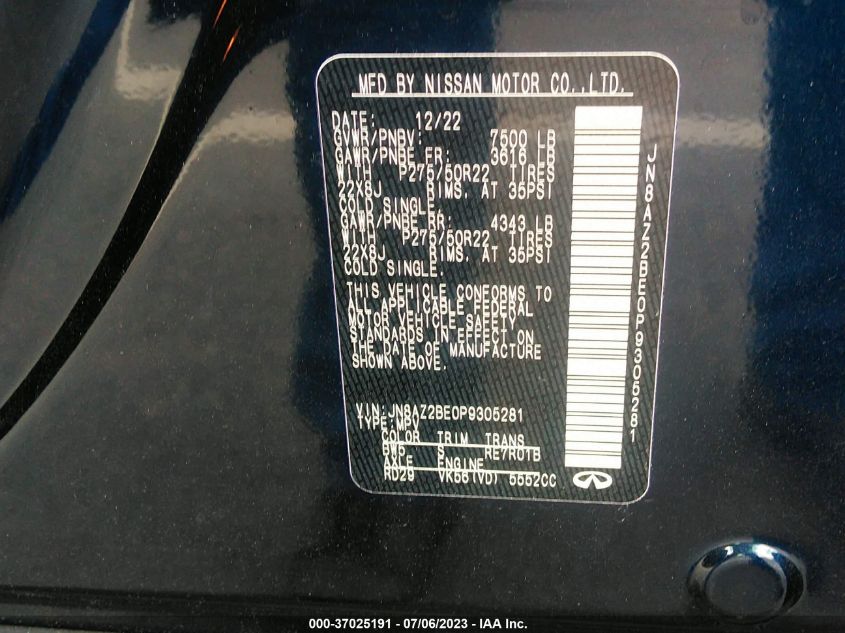 MFD BY NISSAN MOTOR CO.,LTD.
DATE: 12/22
GVWR/PNBV: 7500 LB
GAWR/PNBE FR: 3616 LB
WITH P275/50R22 TIRES
22X8J RIMS, AT 35PSI
COLD SINGLE.
GAWR/PNBE RR: 4343 LB
WITH P275/50R22 TIRES
22X8J RIMS, AT 35PSI
COLD SINGLE.
THIS VEHICLE CONFORMS TO
ALL APPLICABLE FEDERAL
MOTOR VEHICLE SAFETY
STANDARDS IN EFFECT ON
THE DATE OF MANUFACTURE
SHOWN ABOVE.
VIN:JN8AZ2BE0P9305281
TYPE:MPV
COLOR TRIM TRANS
BW5 S RE7R01B
AXLE ENGINE
RD29 VK56(VD) 5552CC
JN8AZ2BE0P9305281
000-37025191 - 07/06/2023 - IAA Inc.